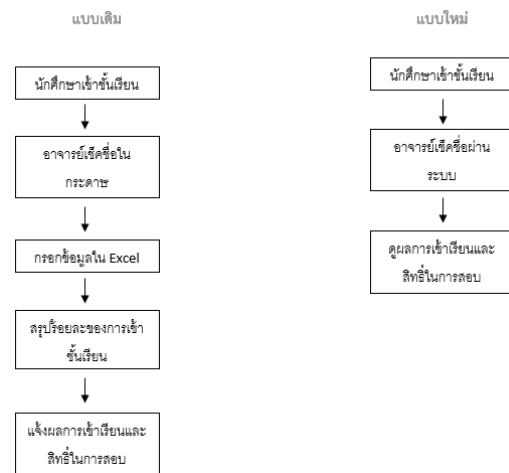 แบบเดิม
นักศึกษาเข้าชั้นเรียน
อาจารย์เช็คชื่อใน
กระดาษ
กรอกข้อมูลใน Excel
สรุปร้อยละของการเข้า
ชั้นเรียน
แจ้งผลการเข้าเรียนและ
สิทธิ์ในการสอบ
แบบใหม่
นักศึกษาเข้าชั้นเรียน
อาจารย์เช็คชื่อผ่าน
ระบบ
ดูผลการเข้าเรียนและ
สิทธิ์ในการสอบ